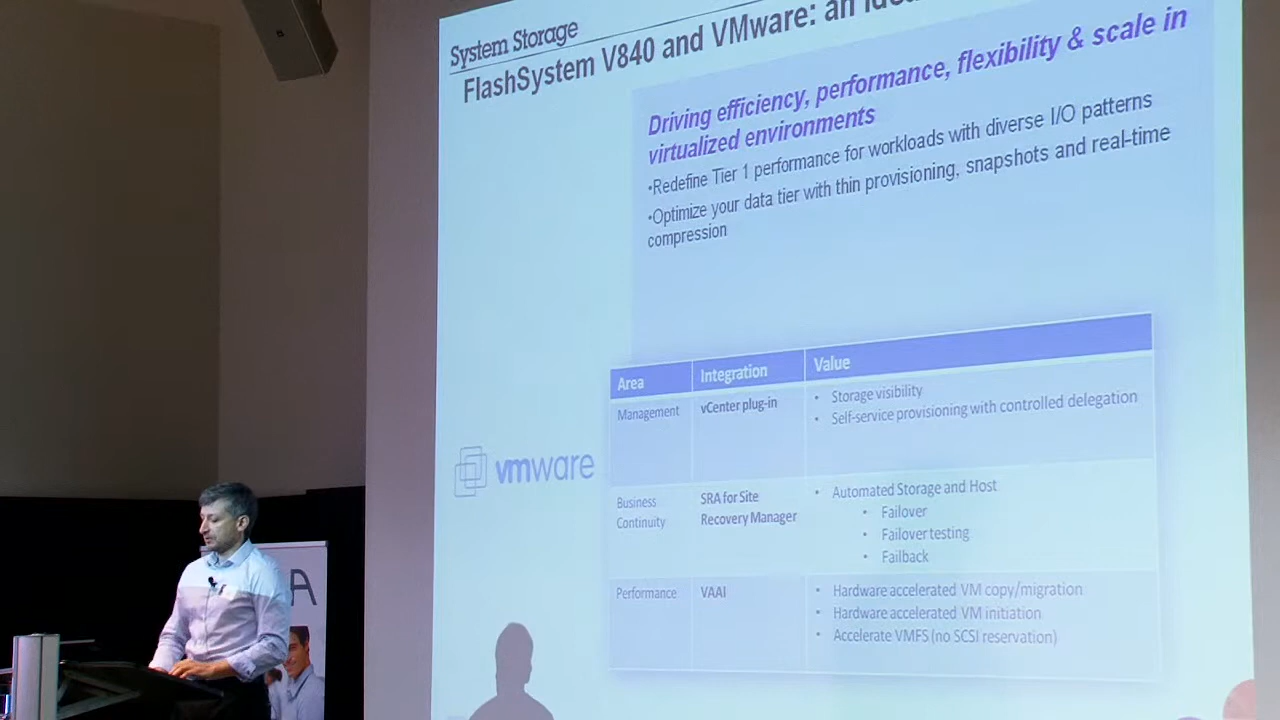 System Storage
FlashSystem V840 and VMware: an
Driving efficiency, performance, flexibility & scale in
virtualized environments
•Redefine Tier 1 performance for workloads with diverse I/O patterns
•Optimize your data tier with thin provisioning, snapshots and real-time
compression
Area Integration Value
Management vCenter plug-in • Storage visibility
• Self-service provisioning with controlled delegation
vmware
Business Continuity SRA for Site Recovery Manager • Automated Storage and Host
• Failover
• Failover testing
• Failback
Performance VAAI • Hardware accelerated VM copy/migration
• Hardware accelerated VM initiation
• Accelerate VMFS (no SCSI reservation)
A